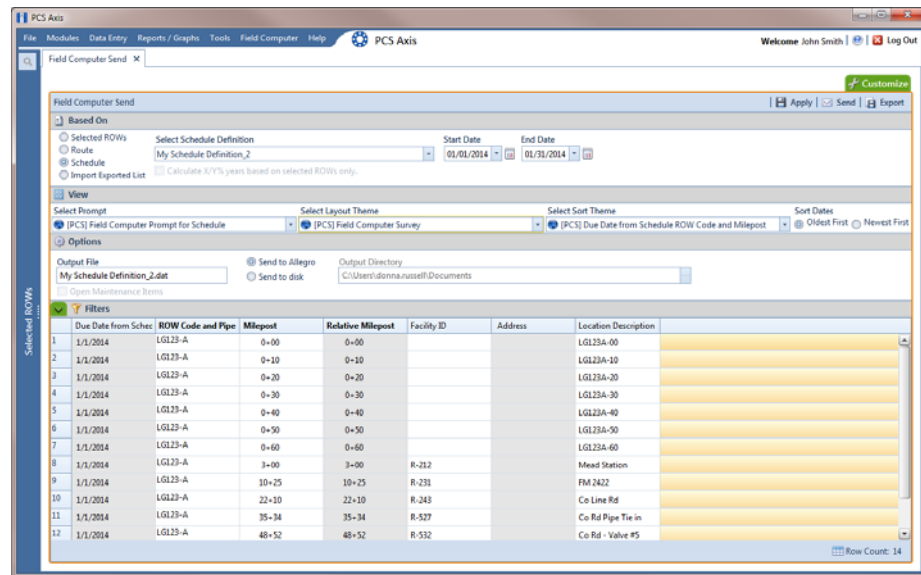 PCS Axis
File Modules Data Entry Reports / Graphs Tools Field Computer Help PCS Axis Welcome John Smith Log Out
Field Computer Send
Customize
Field Computer Send Apply Send Export
Based On
Selected ROWs Select Schedule Definition Start Date End Date
Route My Schedule Definition_2 01/01/2014 01/31/2014
Schedule
Calculate X/Y% years based on selected ROWs only.
Import Exported List
View
Select Prompt Select Layout Theme Select Sort Theme Sort Dates
[PCS] Field Computer Prompt for Schedule [PCS] Field Computer Survey [PCS] Due Date from Schedule ROW Code and Milepost Oldest First Newest First
Options
Output File Send to Allegro Output Directory
My Schedule Definition_2.dat Send to disk C:\Users\donna.russell\Documents
Open Maintenance Items
Filters
Due Date from Schec ROW Code and Pipe Milepost Relative Milepost Facility ID Address Location Description
1 1/1/2014 LG123-A 0+00 0+00 LG123A-00
2 1/1/2014 LG123-A 0+10 0+10 LG123A-10
3 1/1/2014 LG123-A 0+20 0+20 LG123A-20
4 1/1/2014 LG123-A 0+30 0+30 LG123A-30
5 1/1/2014 LG123-A 0+40 0+40 LG123A-40
6 1/1/2014 LG123-A 0+50 0+50 LG123A-50
7 1/1/2014 LG123-A 0+60 0+60 LG123A-60
8 1/1/2014 LG123-A 3+00 3+00 R-212 Mead Station
9 1/1/2014 LG123-A 10+25 10+25 R-231 FM 2422
10 1/1/2014 LG123-A 22+10 22+10 R-243 Co Line Rd
11 1/1/2014 LG123-A 35+34 35+34 R-527 Co Rd Pipe Tie in
12 1/1/2014 LG123-A 48+52 48+52 R-532 Co Rd - Valve #5
Row Count: 14
Selected ROWs